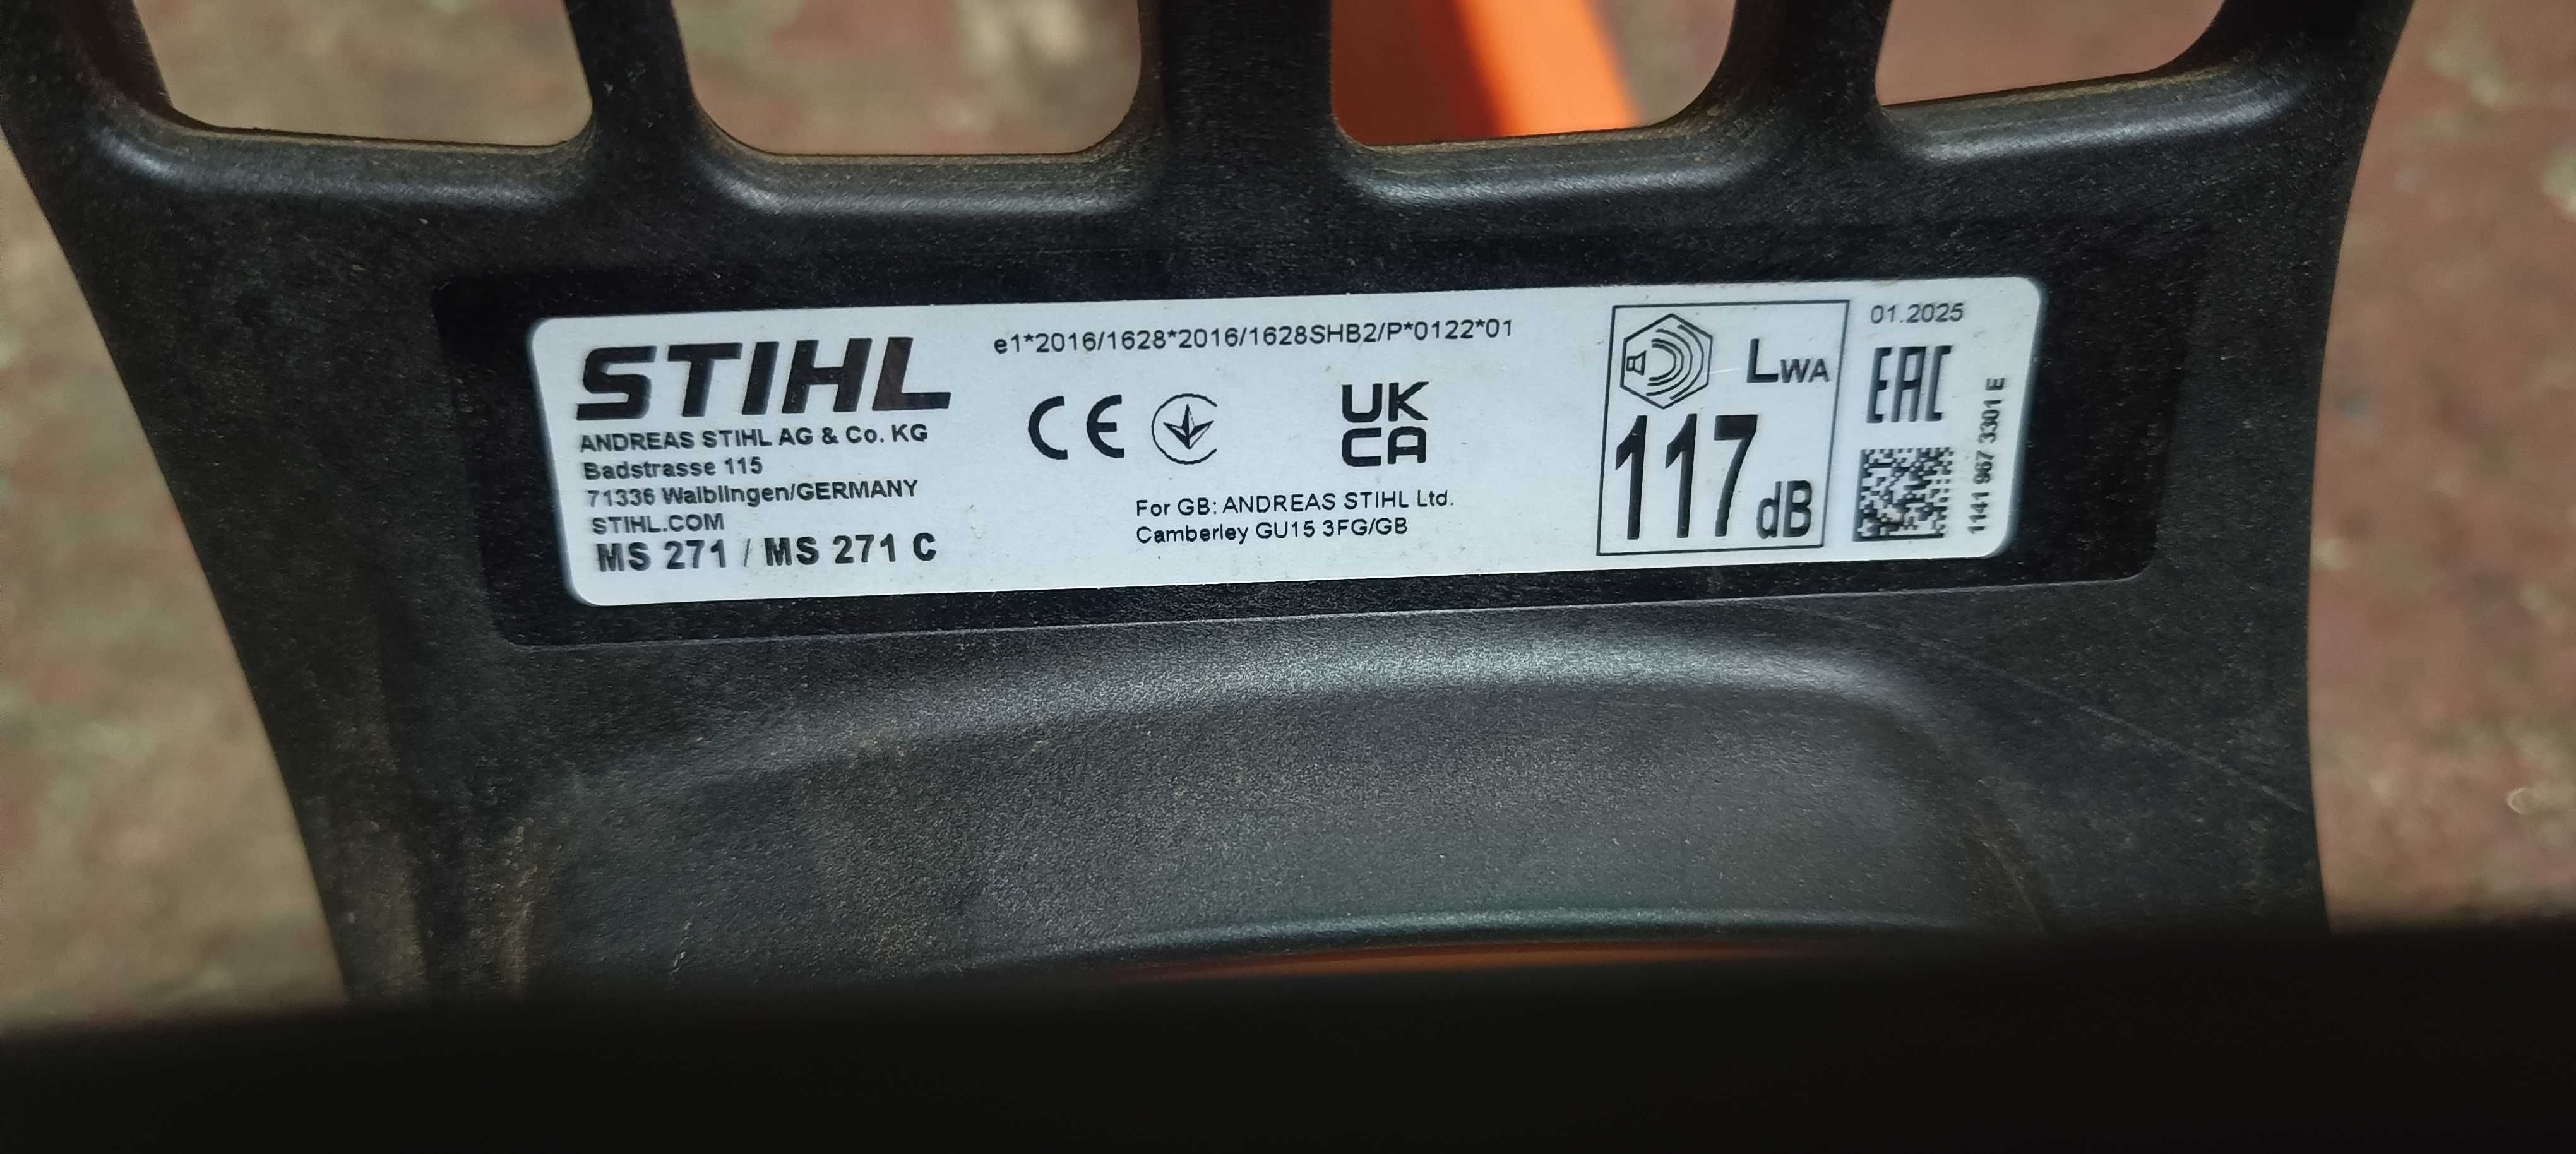 STIHL
ANDREAS STIHL AG & Co. KG
Badstrasse 115
71336 Waiblingen/GERMANY
STIHL.COM
MS 271 / MS 271 C
e1*2016/1628*2016/1628SHB2/P*0122*01
CE
UK
CA
For GB: ANDREAS STIHL Ltd.
Camberley GU15 3FG/GB
LWA
117 dB
01.2025
EAC
1141 967 3301 E